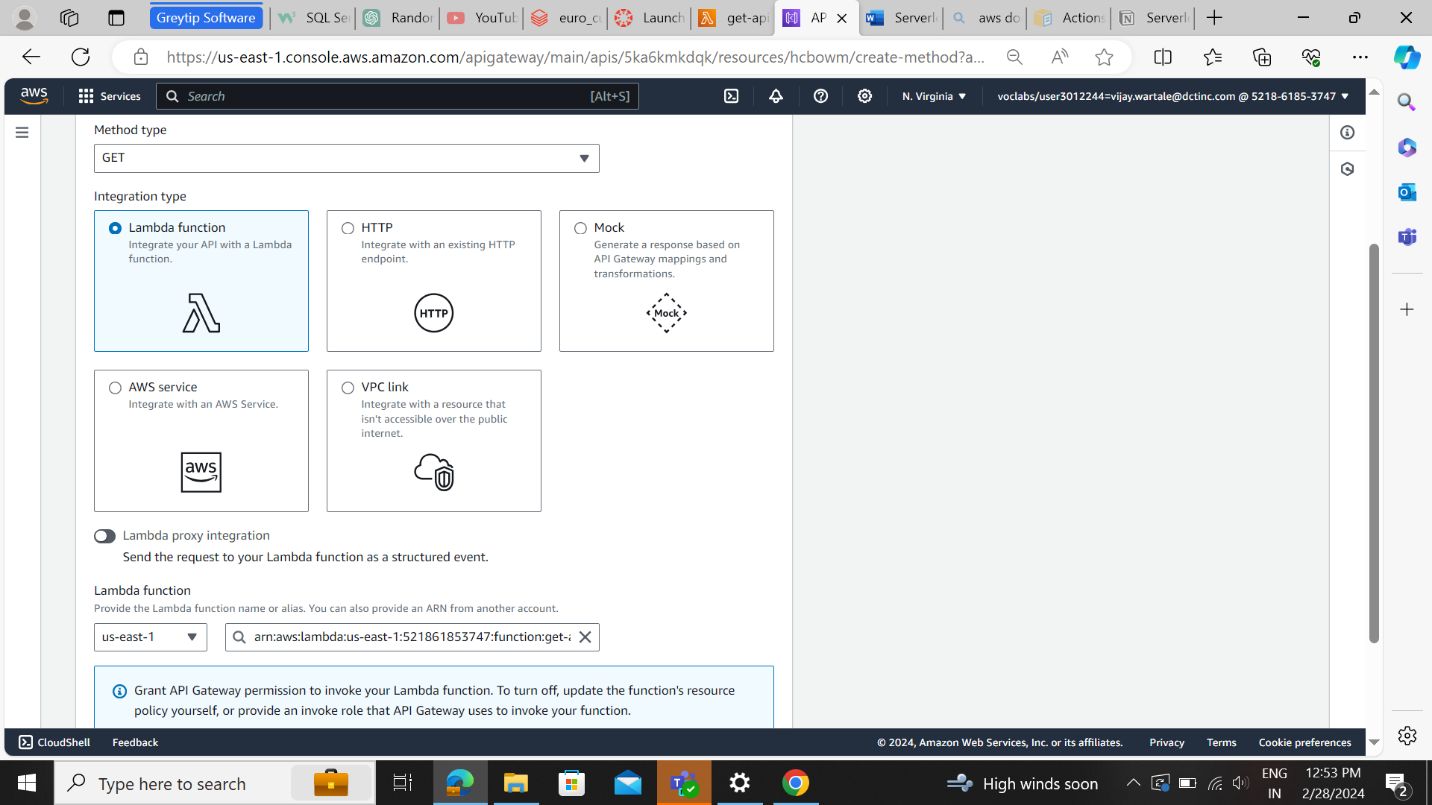 Greytip Software
SQL Se
Randor
YouTub
euro_cu
Launch
get-api
AP
Serverl
aws do
Actions
Serverl
https://us-east-1.console.aws.amazon.com/apigateway/main/apis/5ka6kmkdqk/resources/hcbowm/create-method?a...
aws
Services
Search
[Alt+S]
N. Virginia
voclabs/user3012244=vijay.wartale@dctinc.com @ 5218-6185-3747
Method type
GET
Integration type
Lambda function
Integrate your API with a Lambda
function.
HTTP
Integrate with an existing HTTP
endpoint.
HTTP
Mock
Generate a response based on
API Gateway mappings and
transformations.
Mock
AWS service
Integrate with an AWS Service.
aws
VPC link
Integrate with a resource that
isn't accessible over the public
internet.
Lambda proxy integration
Send the request to your Lambda function as a structured event.
Lambda function
Provide the Lambda function name or alias. You can also provide an ARN from another account.
us-east-1
arn:aws:lambda:us-east-1:521861853747:function:get-a
Grant API Gateway permission to invoke your Lambda function. To turn off, update the function's resource
policy yourself, or provide an invoke role that API Gateway uses to invoke your function.
CloudShell
Feedback
© 2024, Amazon Web Services, Inc. or its affiliates.
Privacy
Terms
Cookie preferences
Type here to search
High winds soon
ENG
IN
12:53 PM
2/28/2024
2